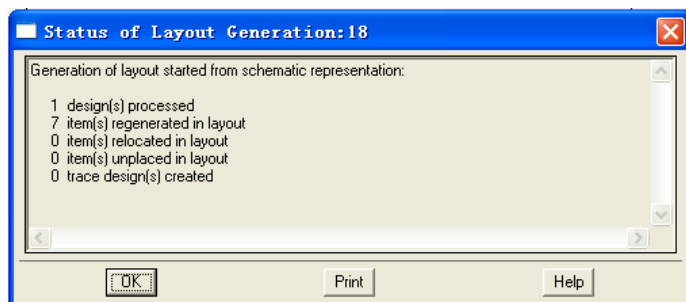 Status of Layout Generation:18
Generation of layout started from schematic representation:
1 design(s) processed
7 item(s) regenerated in layout
0 item(s) relocated in layout
0 item(s) unplaced in layout
0 trace design(s) created
OK Print Help